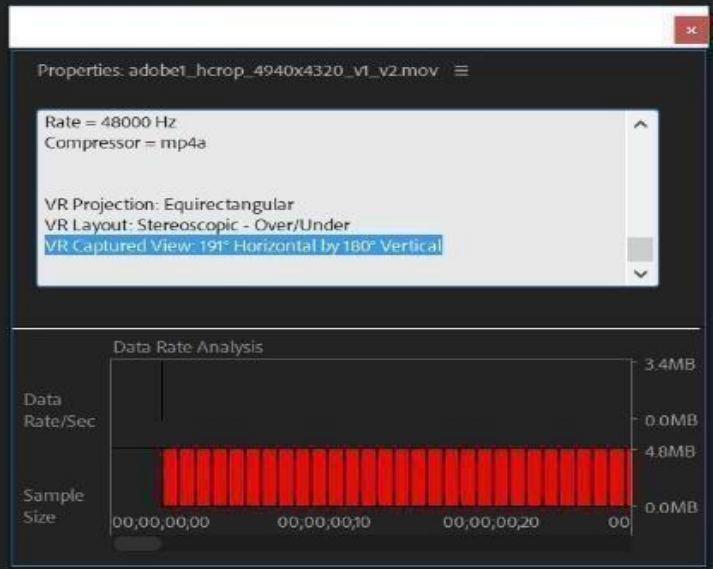 Properties: adobe1_hcrop_4940x4320_v1_v2.mov
Rate = 48000 Hz
Compressor = mp4a
VR Projection: Equirectangular
VR Layout: Stereoscopic - Over/Under
VR Captured View: 191° Horizontal by 180° Vertical
Data Rate Analysis
3.4MB
Data
Rate/Sec
0.0MB
4.8MB
Sample
Size
0.0MB
00;00;00;00 00;00;00;10 00;00;00;20 00